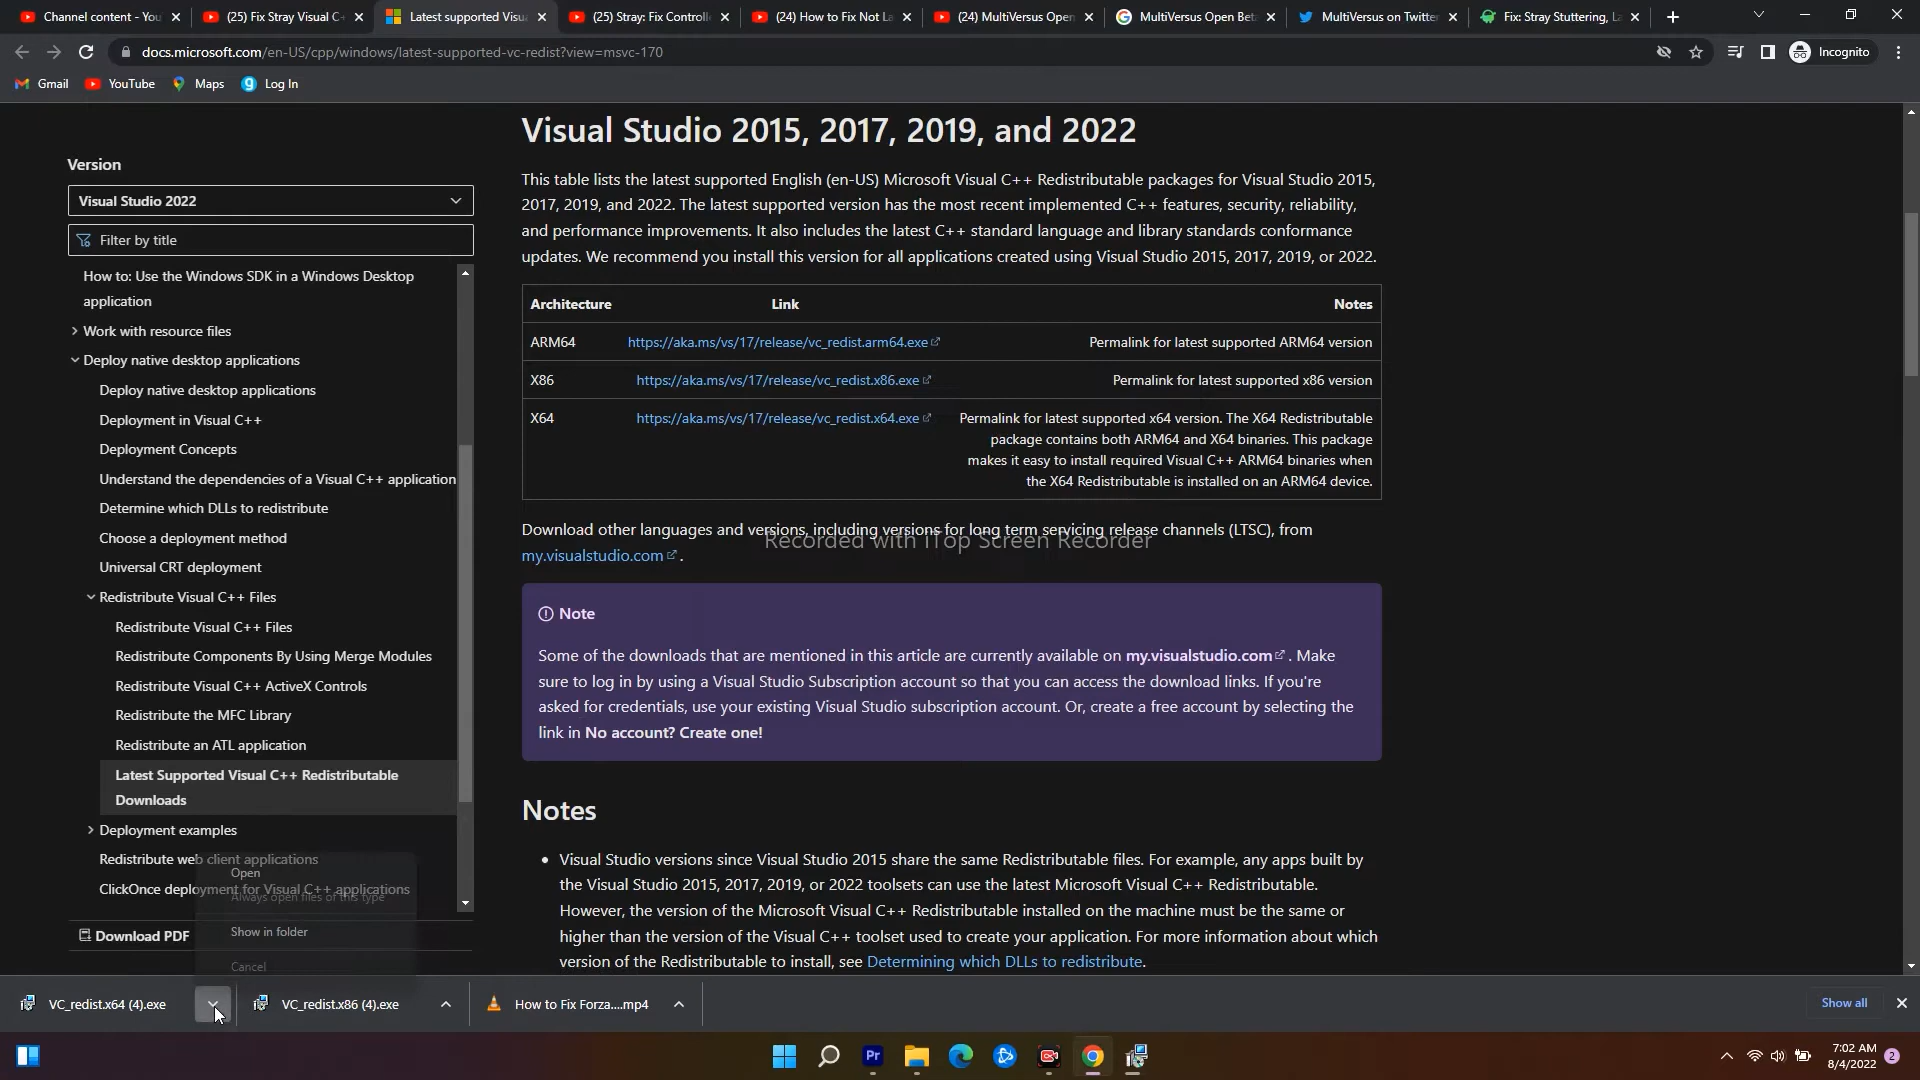 Channel content - You
(25) Fix Stray Visual C
Latest supported Visu
(25) Stray: Fix Controll
(24) How to Fix Not La
(24) MultiVersus Open
MultiVersus Open Bet
MultiVersus on Twitter
Fix: Stray Stuttering, La
docs.microsoft.com/en-US/cpp/windows/latest-supported-vc-redist?view=msvc-170
Incognito
Gmail
YouTube
Maps
Log In
Version
Visual Studio 2022
Filter by title
How to: Use the Windows SDK in a Windows Desktop
application
Work with resource files
Deploy native desktop applications
Deploy native desktop applications
Deployment in Visual C++
Deployment Concepts
Understand the dependencies of a Visual C++ application
Determine which DLLs to redistribute
Choose a deployment method
Universal CRT deployment
Redistribute Visual C++ Files
Redistribute Visual C++ Files
Redistribute Components By Using Merge Modules
Redistribute Visual C++ ActiveX Controls
Redistribute the MFC Library
Redistribute an ATL application
Latest Supported Visual C++ Redistributable
Downloads
Deployment examples
Redistribute web client applications
ClickOnce deployment for Visual C++ applications
Download PDF
Open
Always open files of this type
Show in folder
Cancel
Visual Studio 2015, 2017, 2019, and 2022
This table lists the latest supported English (en-US) Microsoft Visual C++ Redistributable packages for Visual Studio 2015,
2017, 2019, and 2022. The latest supported version has the most recent implemented C++ features, security, reliability,
and performance improvements. It also includes the latest C++ standard language and library standards conformance
updates. We recommend you install this version for all applications created using Visual Studio 2015, 2017, 2019, or 2022.
Architecture Link Notes
ARM64 https://aka.ms/vs/17/release/vc_redist.arm64.exe Permalink for latest supported ARM64 version
X86 https://aka.ms/vs/17/release/vc_redist.x86.exe Permalink for latest supported x86 version
X64 https://aka.ms/vs/17/release/vc_redist.x64.exe Permalink for latest supported x64 version. The X64 Redistributable
package contains both ARM64 and X64 binaries. This package
makes it easy to install required Visual C++ ARM64 binaries when
the X64 Redistributable is installed on an ARM64 device.
Download other languages and versions, including versions for long term servicing release channels (LTSC), from
my.visualstudio.com .
Recorded with iTop Screen Recorder
Note
Some of the downloads that are mentioned in this article are currently available on my.visualstudio.com . Make
sure to log in by using a Visual Studio Subscription account so that you can access the download links. If you're
asked for credentials, use your existing Visual Studio subscription account. Or, create a free account by selecting the
link in No account? Create one!
Notes
• Visual Studio versions since Visual Studio 2015 share the same Redistributable files. For example, any apps built by
the Visual Studio 2015, 2017, 2019, or 2022 toolsets can use the latest Microsoft Visual C++ Redistributable.
However, the version of the Microsoft Visual C++ Redistributable installed on the machine must be the same or
higher than the version of the Visual C++ toolset used to create your application. For more information about which
version of the Redistributable to install, see Determining which DLLs to redistribute.
VC_redist.x64 (4).exe
VC_redist.x86 (4).exe
How to Fix Forza....mp4
Show all
Pr
7:02 AM
8/4/2022
2